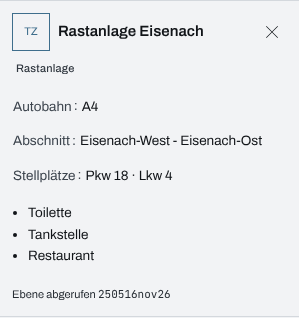 TZ
Rastanlage Eisenach
Rastanlage
Autobahn: A4
Abschnitt: Eisenach-West - Eisenach-Ost
Stellplätze: Pkw 18 · Lkw 4
• Toilette
• Tankstelle
• Restaurant
Ebene abgerufen 250516nov26